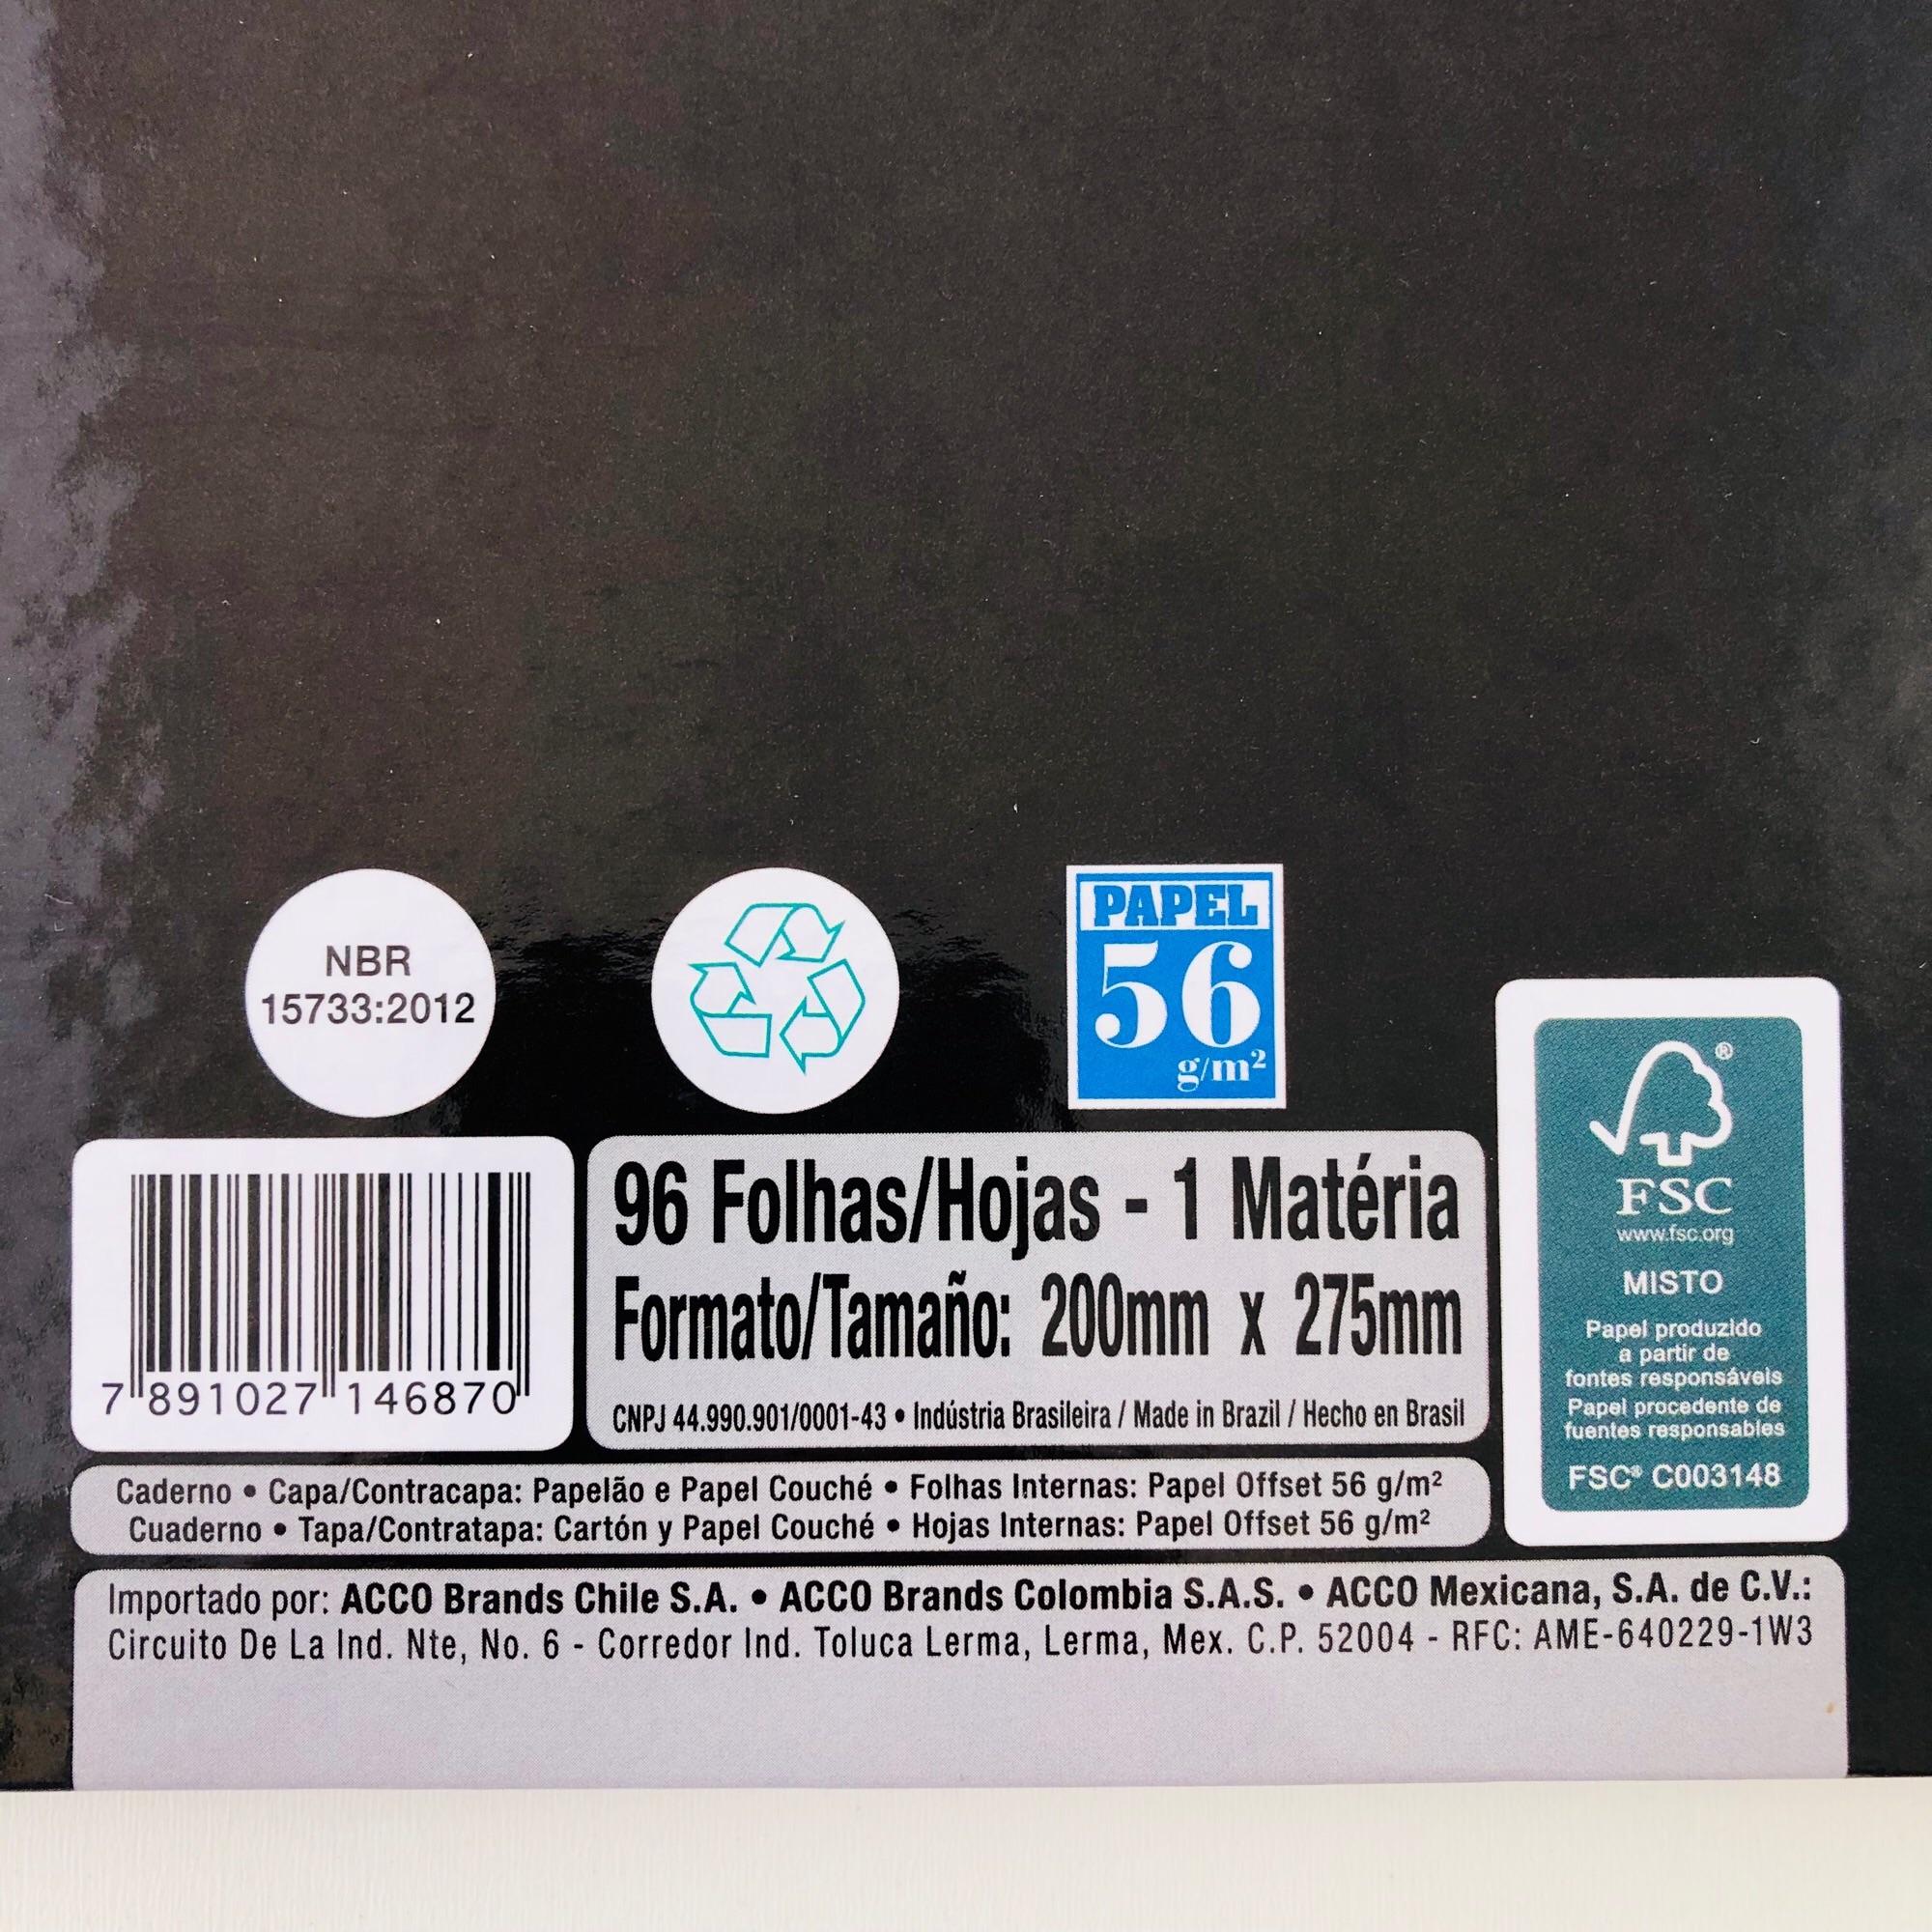 NBR
15733:2012
PAPEL
56
g/m²
96 Folhas/Hojas - 1 Matéria
Formato/Tamaño: 200mm x 275mm
CNPJ 44.990.901/0001-43 • Indústria Brasileira / Made in Brazil / Hecho en Brasil
7 891027 146870
®
FSC
www.fsc.org
MISTO
Papel produzido
a partir de
fontes responsáveis
Papel procedente de
fuentes responsables
FSC® C003148
Caderno • Capa/Contracapa: Papelão e Papel Couché • Folhas Internas: Papel Offset 56 g/m²
Cuaderno • Tapa/Contratapa: Cartón y Papel Couché • Hojas Internas: Papel Offset 56 g/m²
Importado por: ACCO Brands Chile S.A. • ACCO Brands Colombia S.A.S. • ACCO Mexicana, S.A. de C.V.:
Circuito De La Ind. Nte, No. 6 - Corredor Ind. Toluca Lerma, Lerma, Mex. C.P. 52004 - RFC: AME-640229-1W3